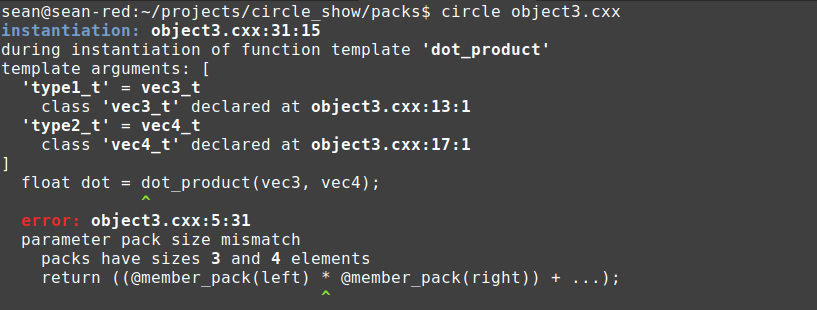 sean@sean-red:~/projects/circle_show/packs$ circle object3.cxx
instantiation: object3.cxx:31:15
during instantiation of function template 'dot_product'
template arguments: [
  'type1_t' = vec3_t
    class 'vec3_t' declared at object3.cxx:13:1
  'type2_t' = vec4_t
    class 'vec4_t' declared at object3.cxx:17:1
]
  float dot = dot_product(vec3, vec4);
              ^
  error: object3.cxx:5:31
  parameter pack size mismatch
    packs have sizes 3 and 4 elements
    return ((@member_pack(left) * @member_pack(right)) + ...);
                                ^